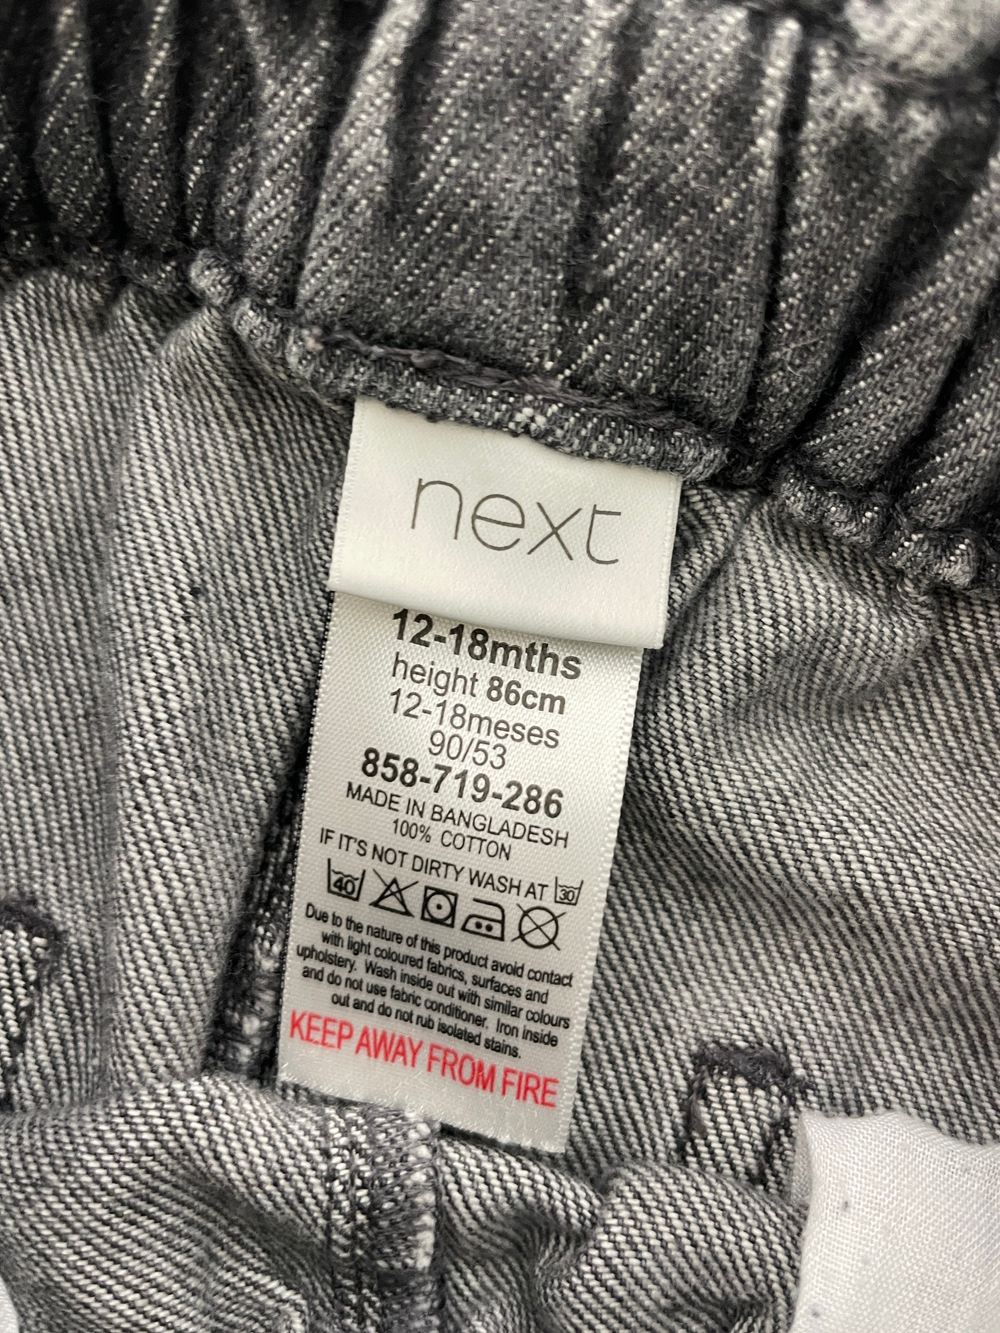 next
12-18mths
height 86cm
12-18meses
90/53
858-719-286
MADE IN BANGLADESH
100% COTTON
IF IT'S NOT DIRTY WASH AT 30
40
Due to the nature of this product avoid contact
with light coloured fabrics, surfaces and
upholstery. Wash inside out with similar colours
and do not use fabric conditioner. Iron inside
out and do not rub isolated stains.
KEEP AWAY FROM FIRE